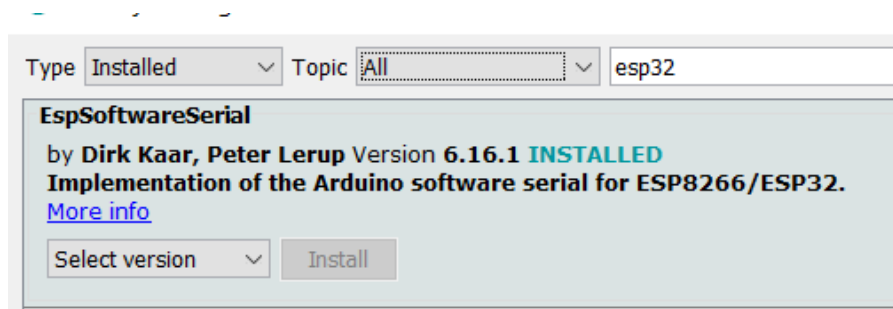 Type Installed Topic All esp32
EspSoftwareSerial
by Dirk Kaar, Peter Lerup Version 6.16.1 INSTALLED
Implementation of the Arduino software serial for ESP8266/ESP32.
More info
Select version Install